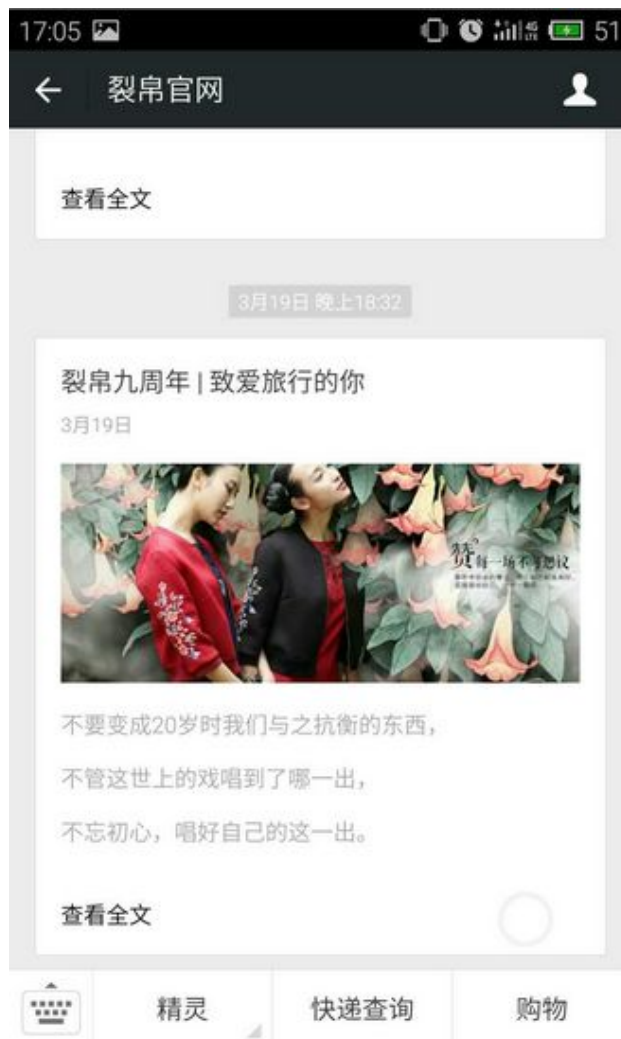 17:05
4G
51
裂帛官网
查看全文
3月19日 晚上18:32
裂帛九周年 | 致爱旅行的你
3月19日
赞每一场不可思议
不要变成20岁时我们与之抗衡的东西，
不管这世上的戏唱到了哪一出，
不忘初心，唱好自己的这一出。
查看全文
精灵
快递查询
购物